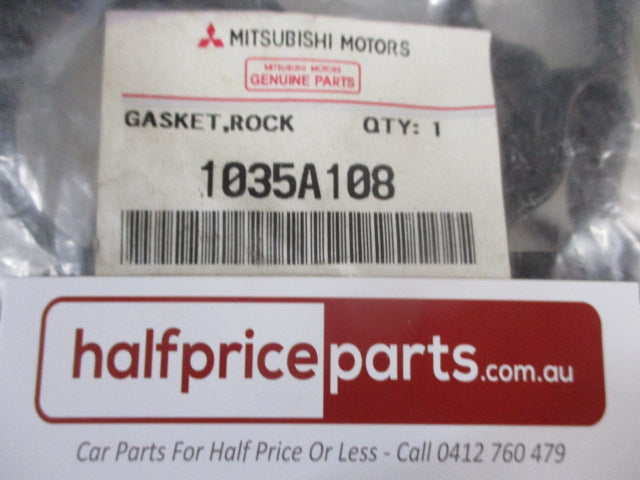 MITSUBISHI MOTORS
MITSUBISHI MOTORS
GENUINE PARTS
GASKET,ROCK QTY: 1
1035A108
halfpriceparts.com.au
Car Parts For Half Price Or Less - Call 0412 760 479